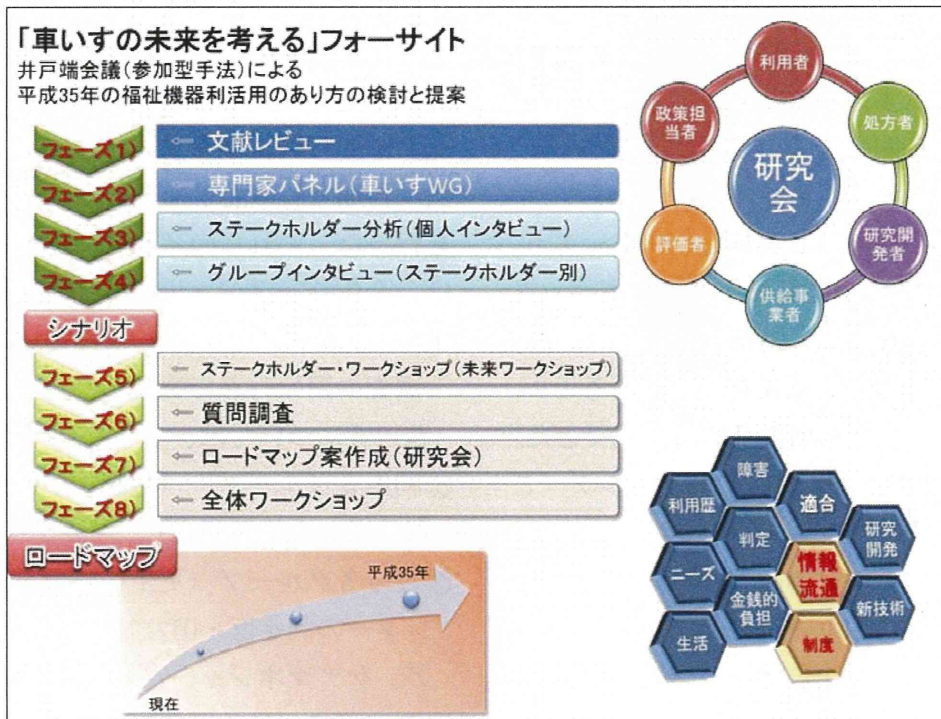 「車いすの未来を考える」フォーサイト
井戸端会議(参加型手法)による
平成35年の福祉機器利活用のあり方の検討と提案
フェーズ1)
⇐ 文献レビュー
フェーズ2)
⇐ 専門家パネル(車いすWG)
フェーズ3)
⇐ ステークホルダー分析(個人インタビュー)
フェーズ4)
⇐ グループインタビュー(ステークホルダー別)
シナリオ
フェーズ5)
⇐ ステークホルダー・ワークショップ(未来ワークショップ)
フェーズ6)
⇐ 質問調査
フェーズ7)
⇐ ロードマップ案作成(研究会)
フェーズ8)
⇐ 全体ワークショップ
ロードマップ
平成35年
現在
利用者
政策担
当者
処方者
研究
会
評価者
研究開
発者
供給事
業者
障害
利用歴
適合
判定
研究
開発
ニーズ
情報
流通
金銭的
負担
新技術
生活
制度